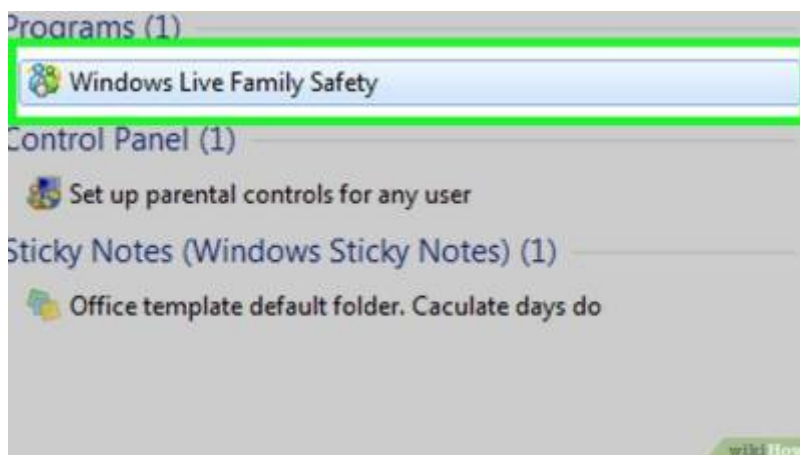 Programs (1)
Windows Live Family Safety
Control Panel (1)
Set up parental controls for any user
Sticky Notes (Windows Sticky Notes) (1)
Office template default folder. Caculate days do
wikiHow